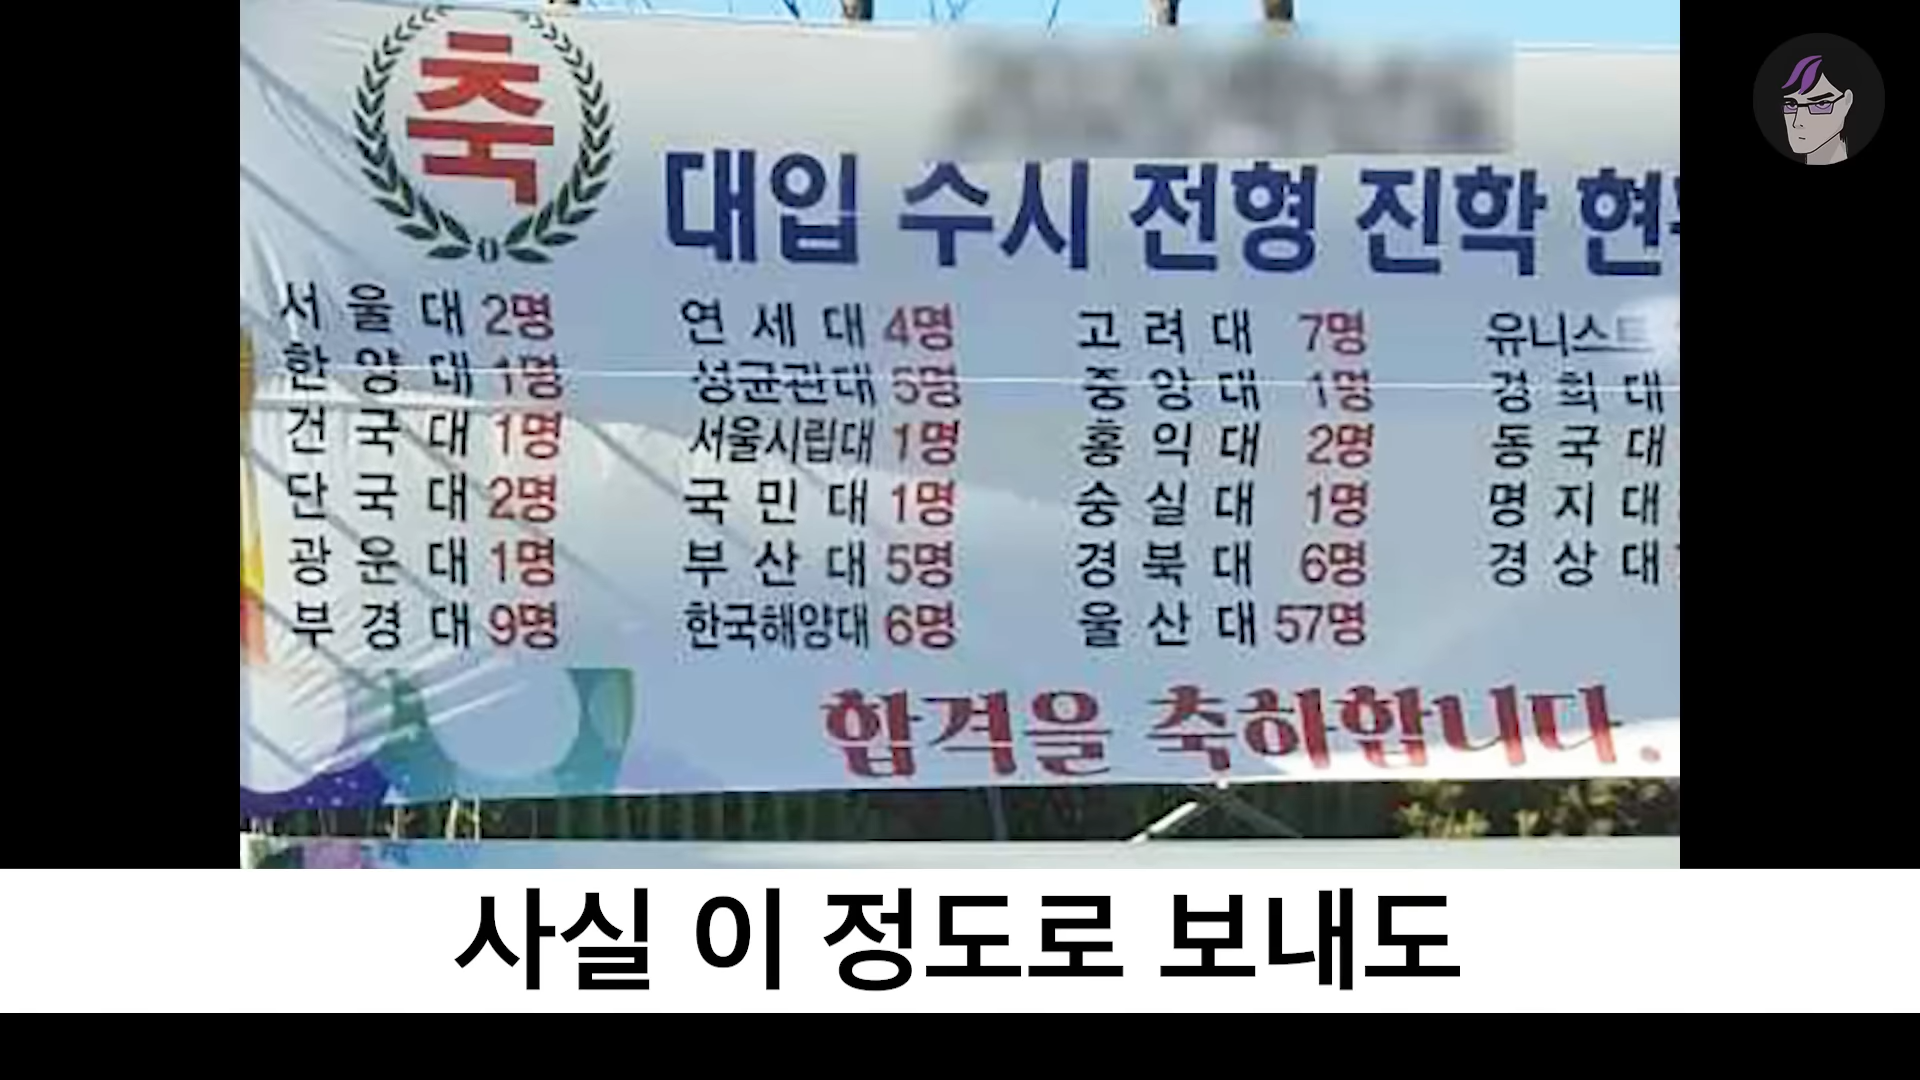 축
대입 수시 전형 진학 현
서울대 2명 연세대 4명 고려대 7명 유니스트
한양대 1명 성균관대 5명 중앙대 1명 경희대
건국대 1명 서울시립대 1명 홍익대 2명 동국대
단국대 2명 국민대 1명 숭실대 1명 명지대
광운대 1명 부산대 5명 경북대 6명 경상대
부경대 9명 한국해양대 6명 울산대 57명
합격을 축하합니다.
사실 이 정도로 보내도